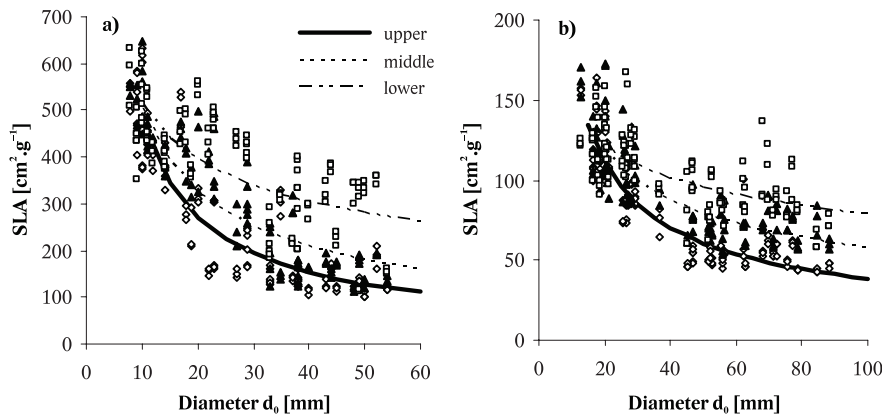 a)
upper
middle
lower
700
600
500
400
300
200
100
0
SLA [cm².g⁻¹]
0 10 20 30 40 50 60
Diameter d₀ [mm]
b)
200
150
100
50
0
SLA [cm².g⁻¹]
0 20 40 60 80 100
Diameter d₀ [mm]